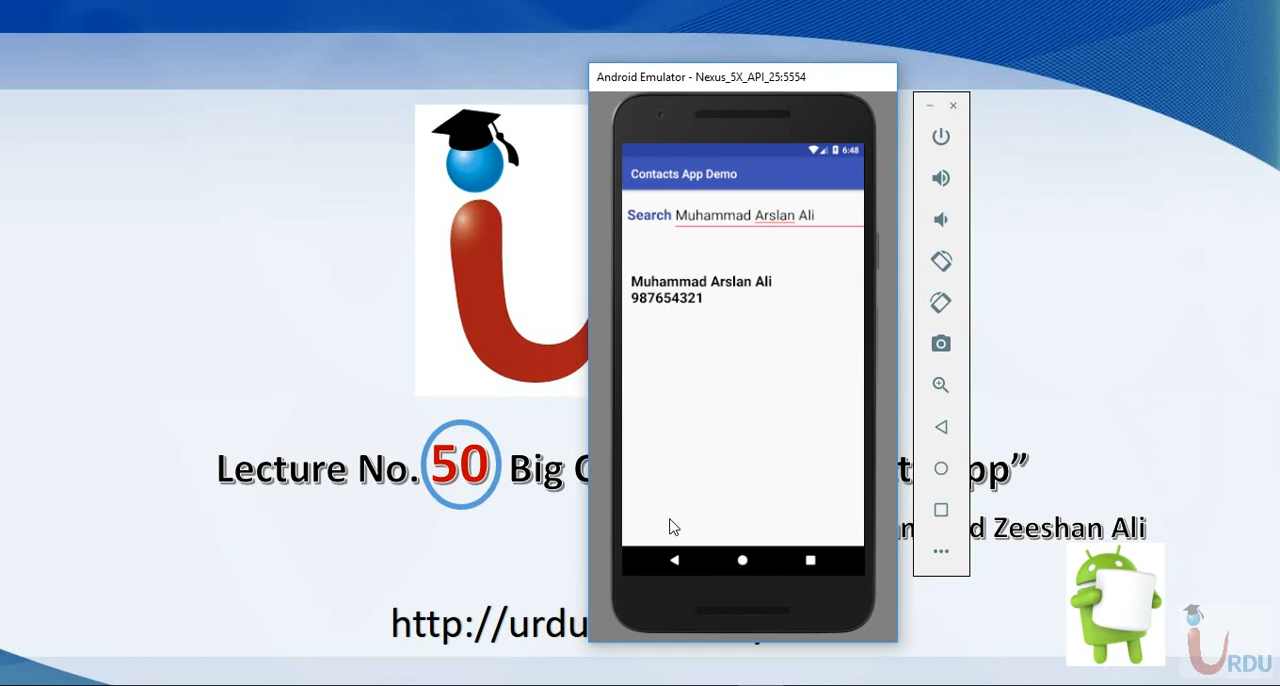 Android Emulator - Nexus_5X_API_25:5554
6:48
Contacts App Demo
Search Muhammad Arslan Ali
Muhammad Arslan Ali
987654321
Lecture No. 50 Big
Zeeshan Ali
http://urdu
URDU